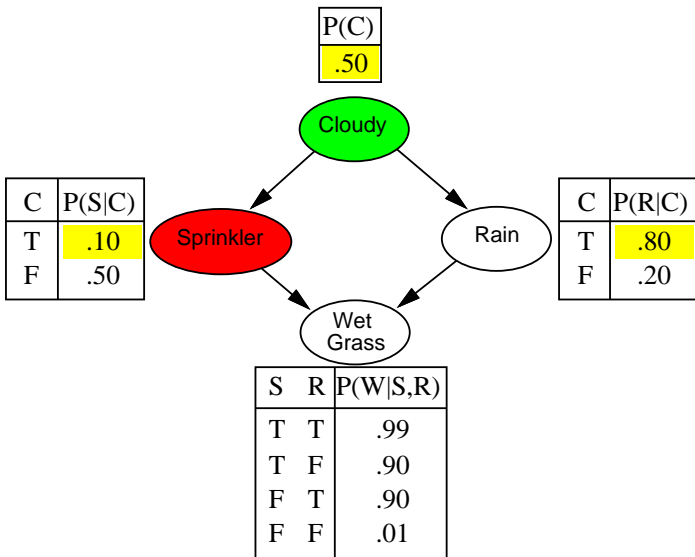 P(C)
.50
Cloudy
C P(S|C)
T .10
F .50
Sprinkler
Rain
C P(R|C)
T .80
F .20
Wet
Grass
S R P(W|S,R)
T T .99
T F .90
F T .90
F F .01